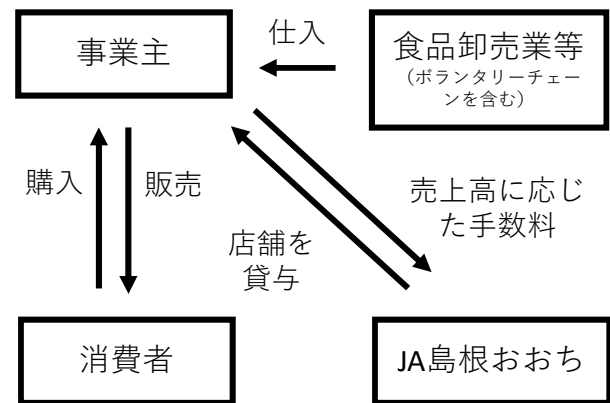 事業主
仕入
食品卸売業等
（ボランタリーチェー
ンを含む）
購入
販売
店舗を
貸与
売上高に応じ
た手数料
消費者
JA島根おおち